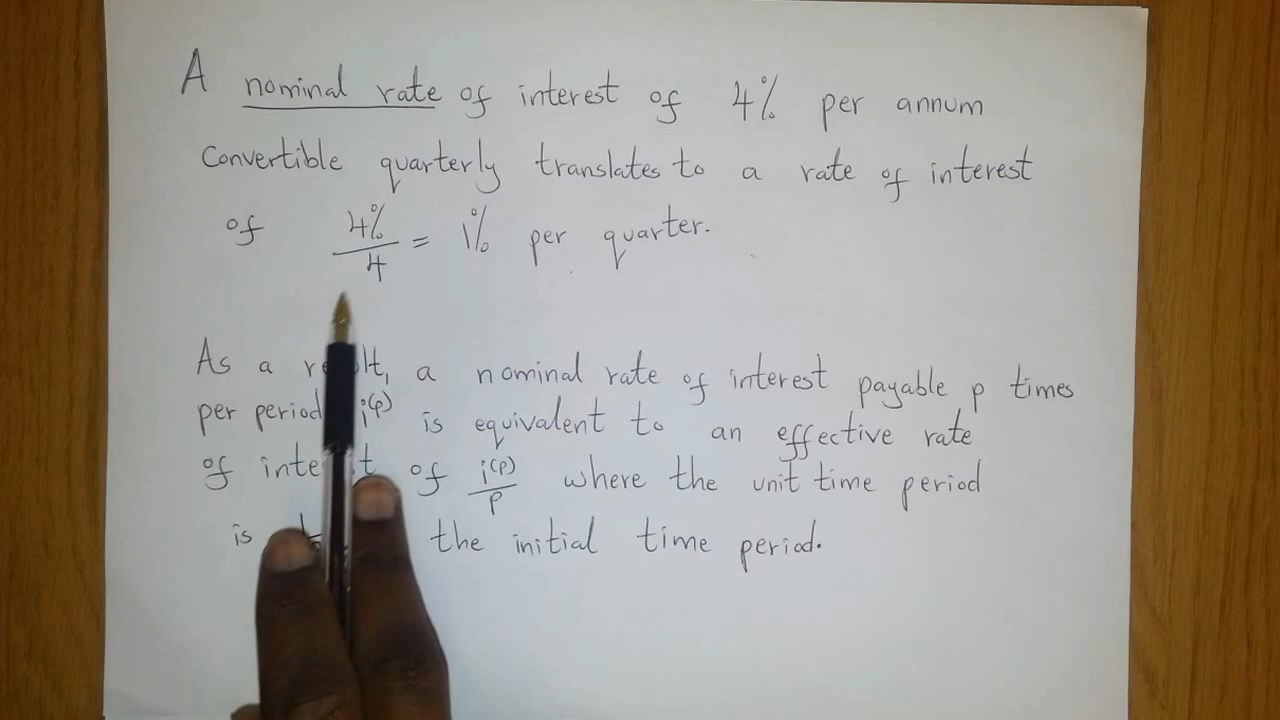 A nominal rate of interest of 4% per annum
Convertible quarterly translates to a rate of interest
of 4%/4 = 1% per quarter.
As a result, a nominal rate of interest payable p times
per period i^(p) is equivalent to an effective rate
of interest of i^(p)/p where the unit time period
is the initial time period.